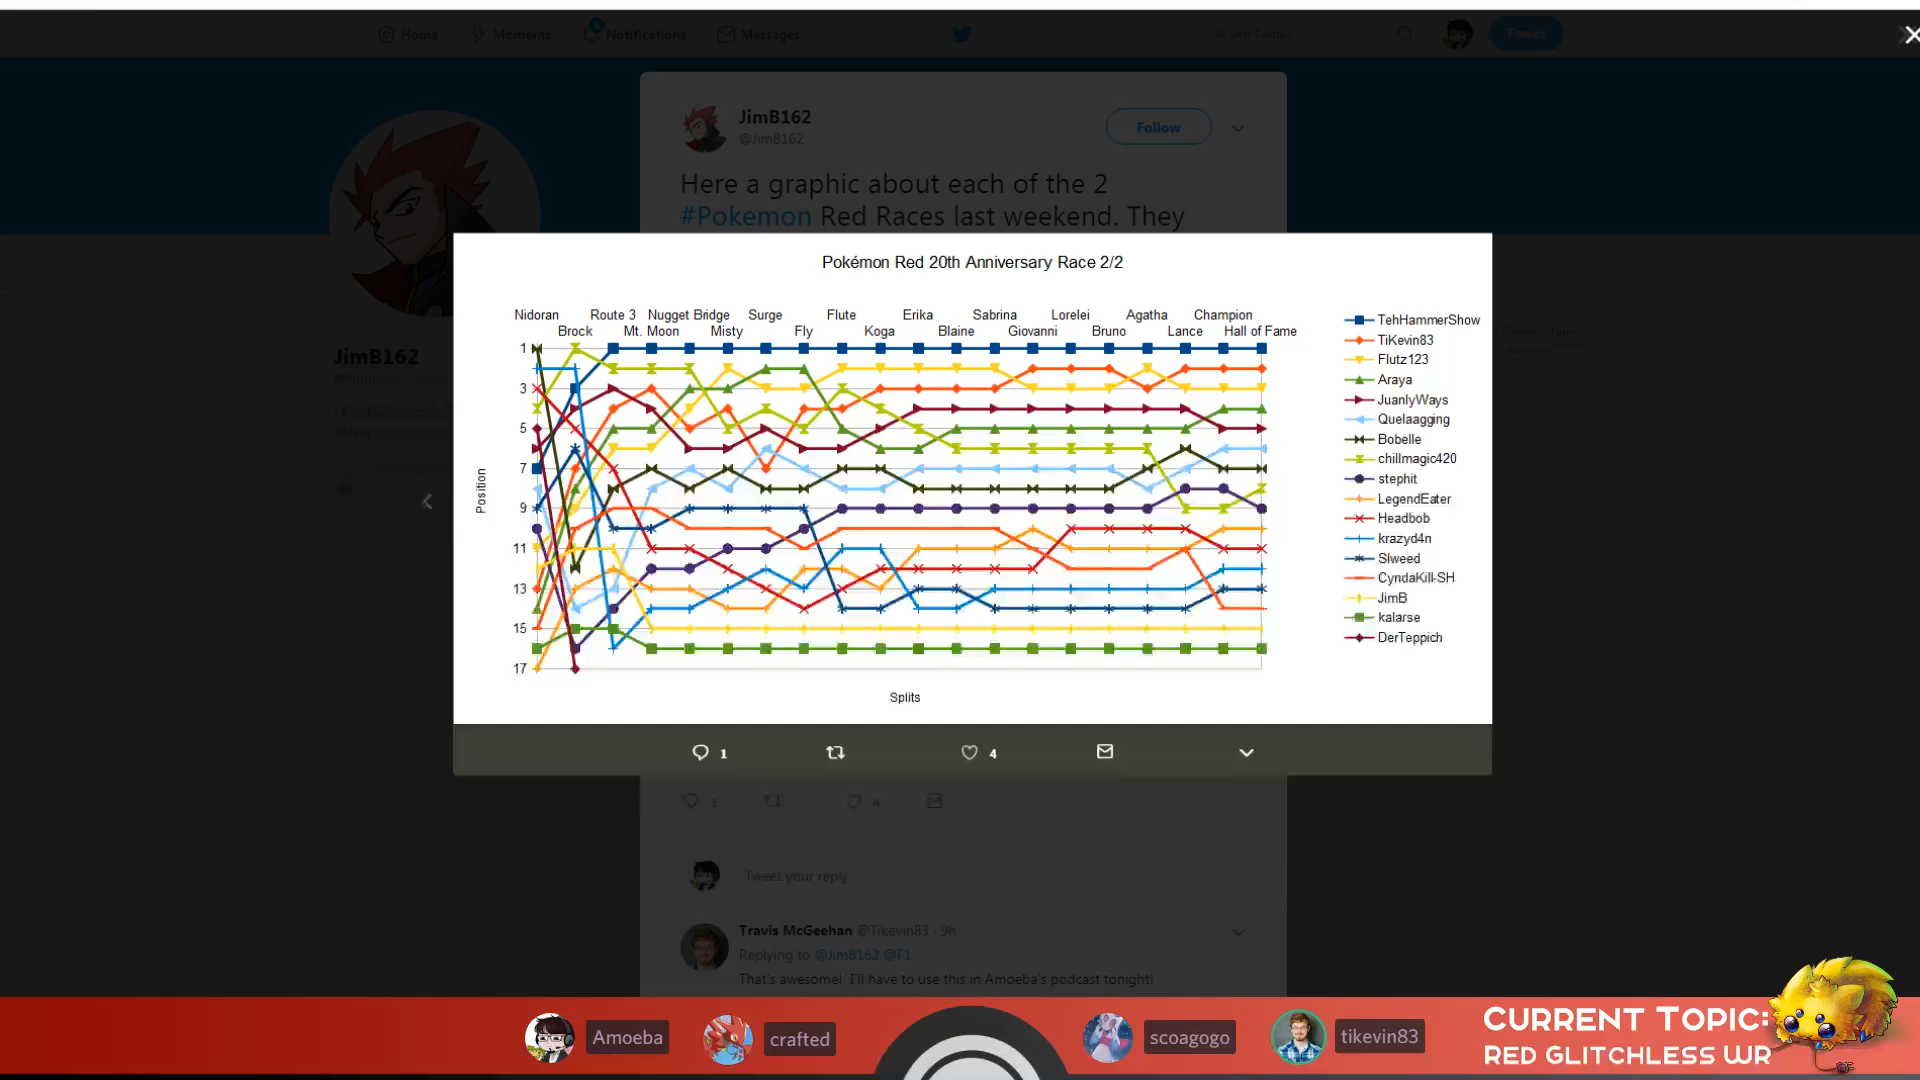 Home
Moments
Notifications
Messages
Search Twitter
Tweet
JimB162
@JimB162
Follow
Here a graphic about each of the 2
#Pokemon Red Races last weekend. They
JimB162
Pokémon Red 20th Anniversary Race 2/2
Nidoran Route 3 Nugget Bridge Surge Flute Erika Sabrina Lorelei Agatha Champion
Brock Mt. Moon Misty Fly Koga Blaine Giovanni Bruno Lance Hall of Fame
1
3
5
7
9
11
13
15
17
Position
Splits
TehHammerShow
TiKevin83
Flutz123
Araya
JuanlyWays
Quelaagging
Bobelle
chillmagic420
stephit
LegendEater
Headbob
krazyd4n
Slweed
CyndaKill-SH
JimB
kalarse
DerTeppich
1
4
1
4
Tweet your reply
Travis McGeehan @Tikevin83 · 9h
Replying to @JimB162 @F1
That's awesome! I'll have to use this in Amoeba's podcast tonight!
Amoeba
crafted
scoagogo
tikevin83
CURRENT TOPIC:
RED GLITCHLESS WR